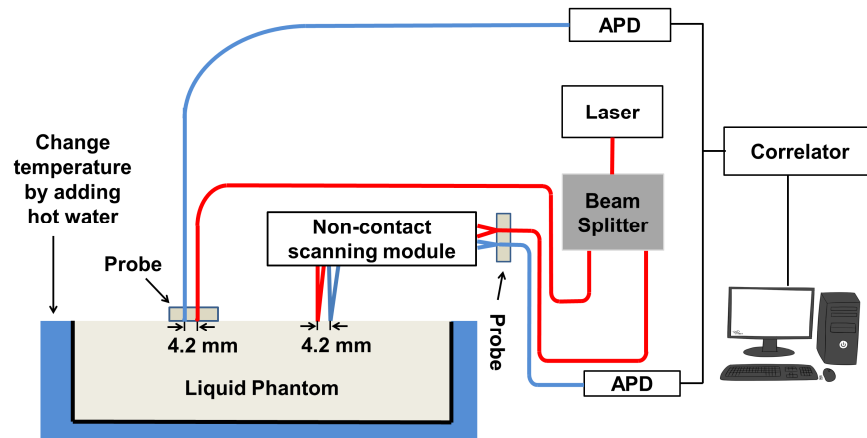 APD
Laser
Change
temperature
by adding
hot water
Correlator
Beam
Splitter
Non-contact
scanning module
Probe
Probe
4.2 mm
4.2 mm
Liquid Phantom
APD